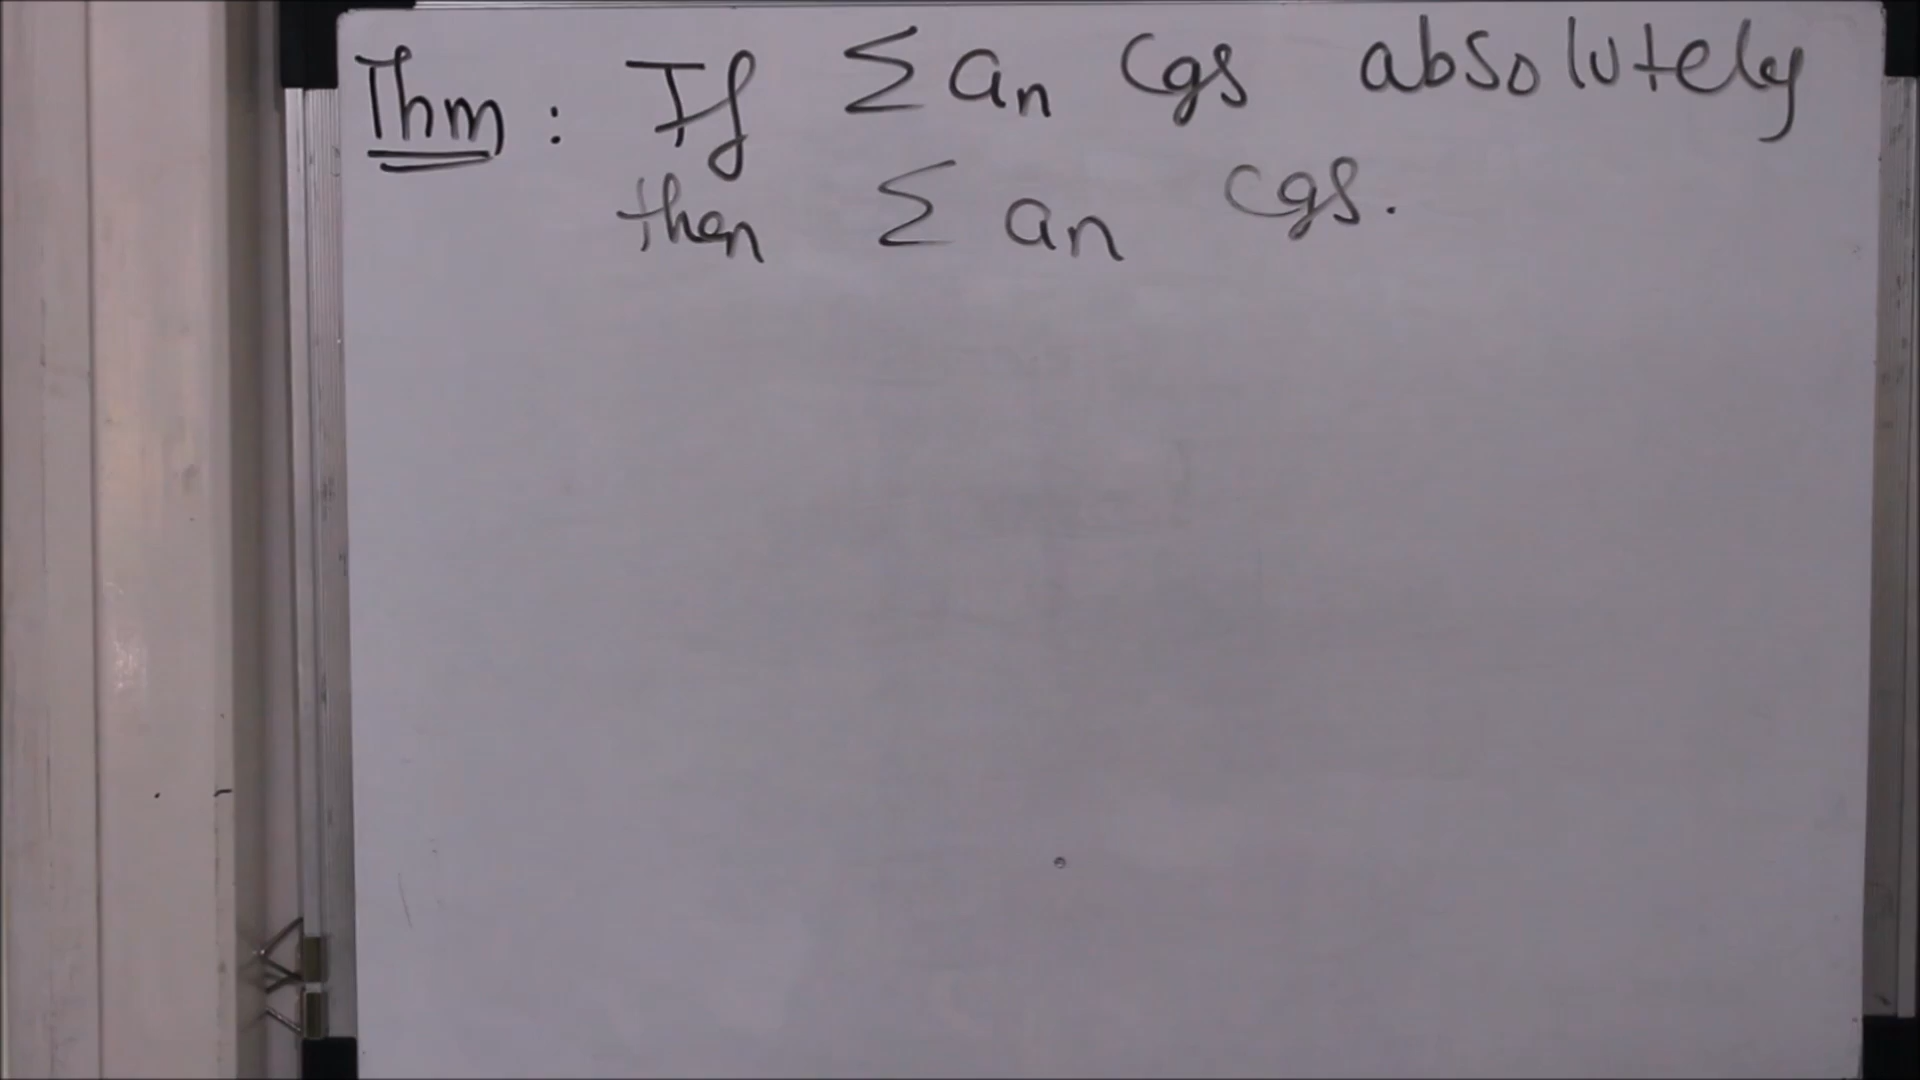 Thm : If Σ an cgs absolutely
then Σ an cgs.